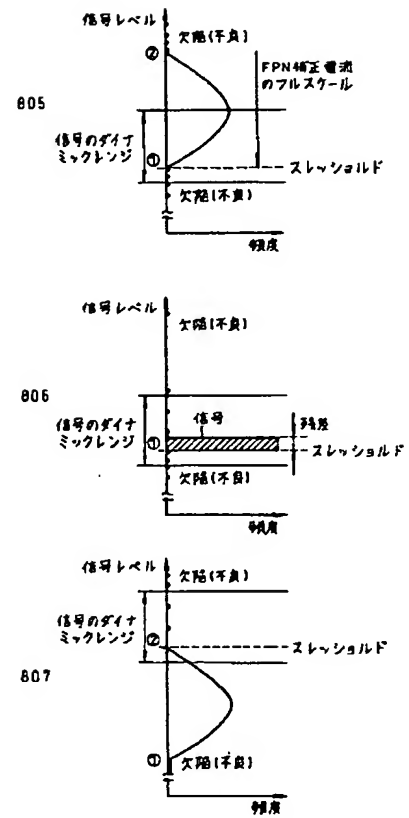 信号レベル
欠陥(不良)
②
FPN補正電流
のフルスケール
805
信号のダイナ
ミックレンジ
①
スレッショルド
欠陥(不良)
頻度
信号レベル
欠陥(不良)
806
信号のダイナ
ミックレンジ
信号
残差
①
スレッショルド
欠陥(不良)
頻度
信号レベル
欠陥(不良)
信号のダイナ
ミックレンジ
②
スレッショルド
807
①
欠陥(不良)
頻度